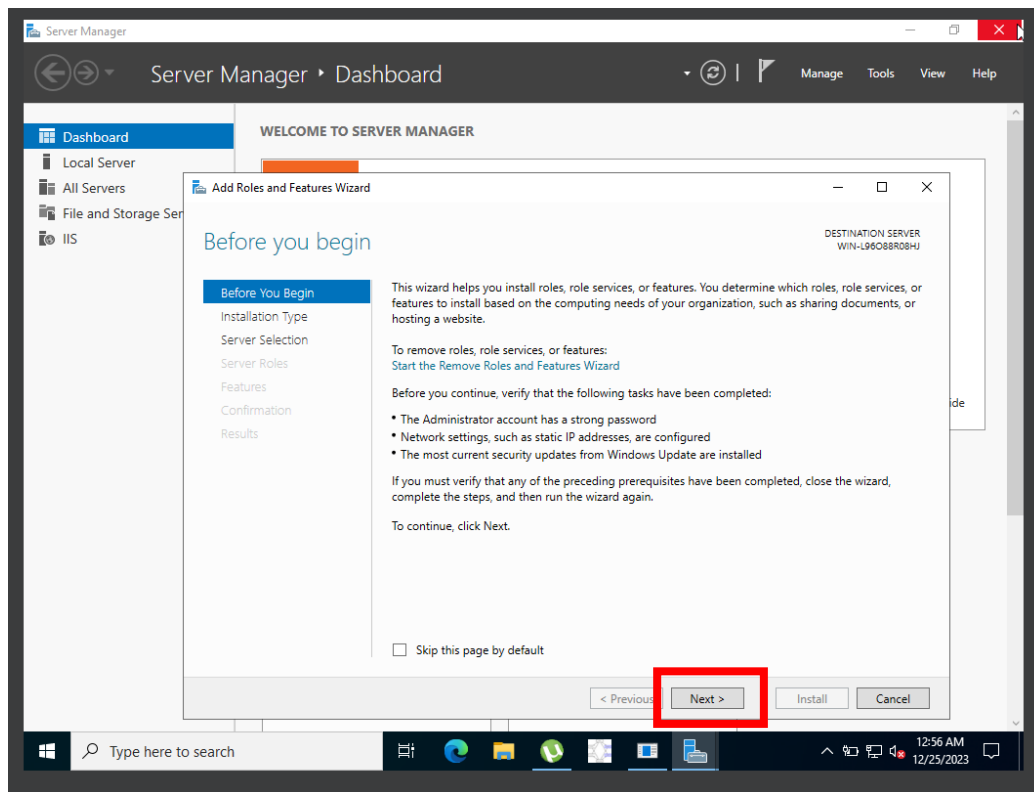 Server Manager
Server Manager ‣ Dashboard
Manage Tools View Help
Dashboard
Local Server
All Servers
File and Storage Ser
IIS
WELCOME TO SERVER MANAGER
Add Roles and Features Wizard
Before you begin
DESTINATION SERVER
WIN-L96O88R08HJ
Before You Begin
Installation Type
Server Selection
Server Roles
Features
Confirmation
Results
This wizard helps you install roles, role services, or features. You determine which roles, role services, or
features to install based on the computing needs of your organization, such as sharing documents, or
hosting a website.
To remove roles, role services, or features:
Start the Remove Roles and Features Wizard
Before you continue, verify that the following tasks have been completed:
• The Administrator account has a strong password
• Network settings, such as static IP addresses, are configured
• The most current security updates from Windows Update are installed
If you must verify that any of the preceding prerequisites have been completed, close the wizard,
complete the steps, and then run the wizard again.
To continue, click Next.
Skip this page by default
< Previous Next > Install Cancel
ide
Type here to search
12:56 AM
12/25/2023